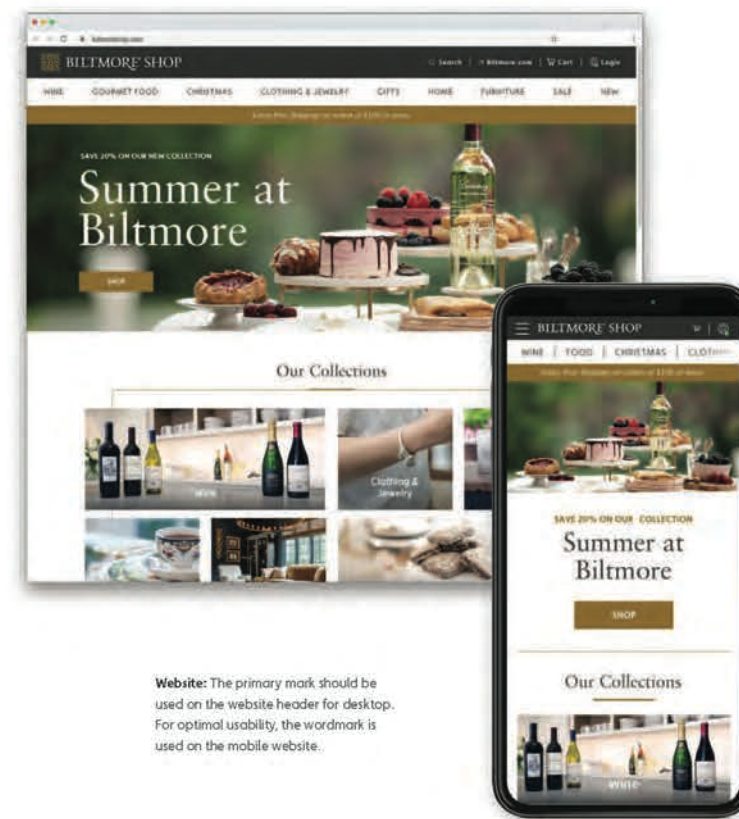 BILTMORE SHOP
Search | Biltmore.com | Cart | Login
WINE GOURMET FOOD CHRISTMAS CLOTHING & JEWELRY GIFTS HOME FURNITURE SALE NEW
SAVE 20% ON OUR NEW COLLECTION
Summer at
Biltmore
SHOP
Our Collections
Wine
Clothing &
Jewelry
BILTMORE SHOP
WINE | FOOD | CHRISTMAS | CLOTHIN
SAVE 20% ON OUR COLLECTION
Summer at
Biltmore
SHOP
Our Collections
Wine
Website: The primary mark should be
used on the website header for desktop.
For optimal usability, the wordmark is
used on the mobile website.